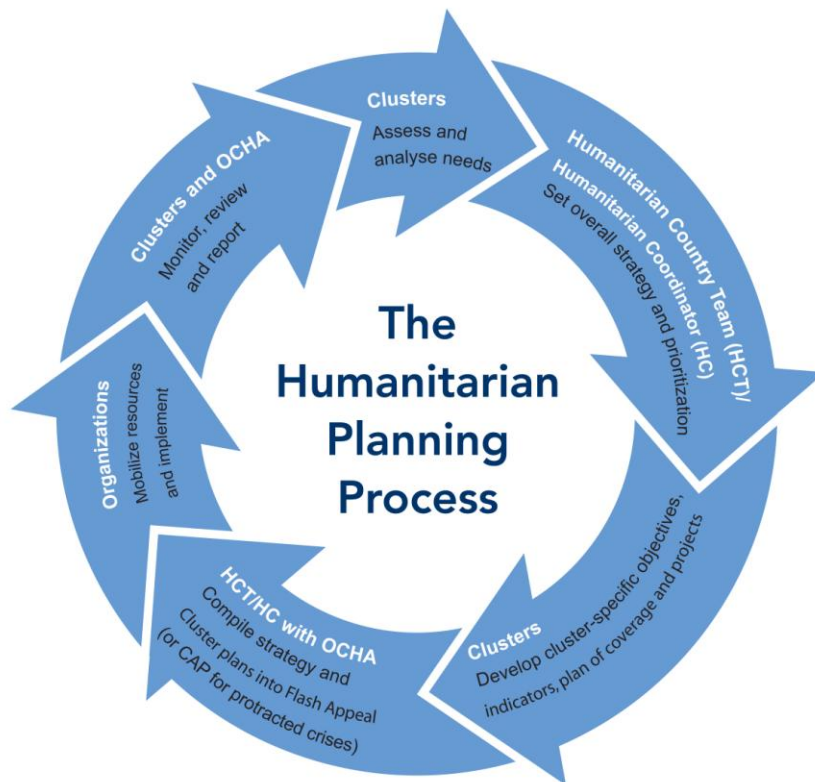 The
Humanitarian
Planning
Process
Clusters
Assess and
analyse needs
Humanitarian Country Team (HCT)/
Humanitarian Coordinator (HC)
Set overall strategy and prioritization
Clusters
Develop cluster-specific objectives,
indicators, plan of coverage and projects
HCT/HC with OCHA
Compile strategy and
Cluster plans into Flash Appeal
(or CAP for protracted crises)
Organizations
Mobilize resources
and implement
Clusters and OCHA
Monitor, review
and report